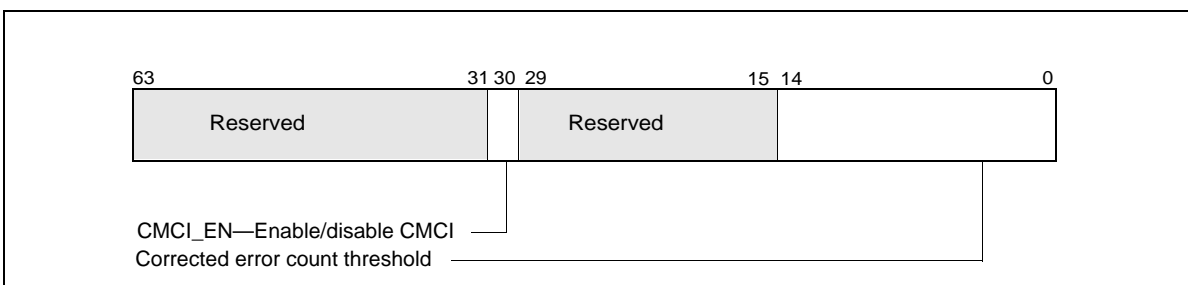 63 31 30 29 15 14 0
Reserved Reserved
CMCI_EN—Enable/disable CMCI
Corrected error count threshold